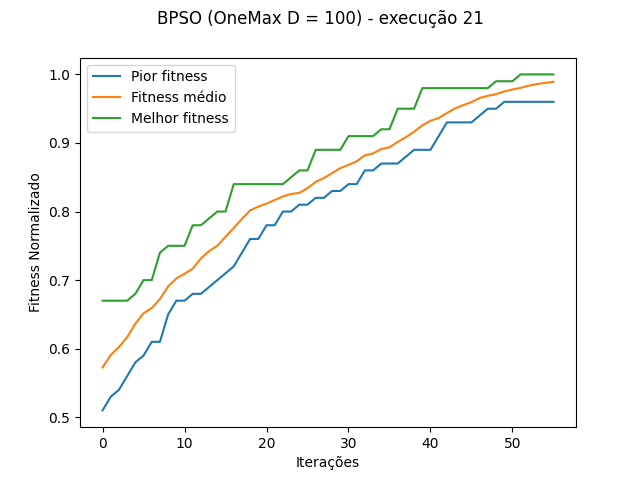 BPSO (OneMax D = 100) - execução 21
Pior fitness
Fitness médio
Melhor fitness
Fitness Normalizado
1.0
0.9
0.8
0.7
0.6
0.5
0 10 20 30 40 50
Iterações